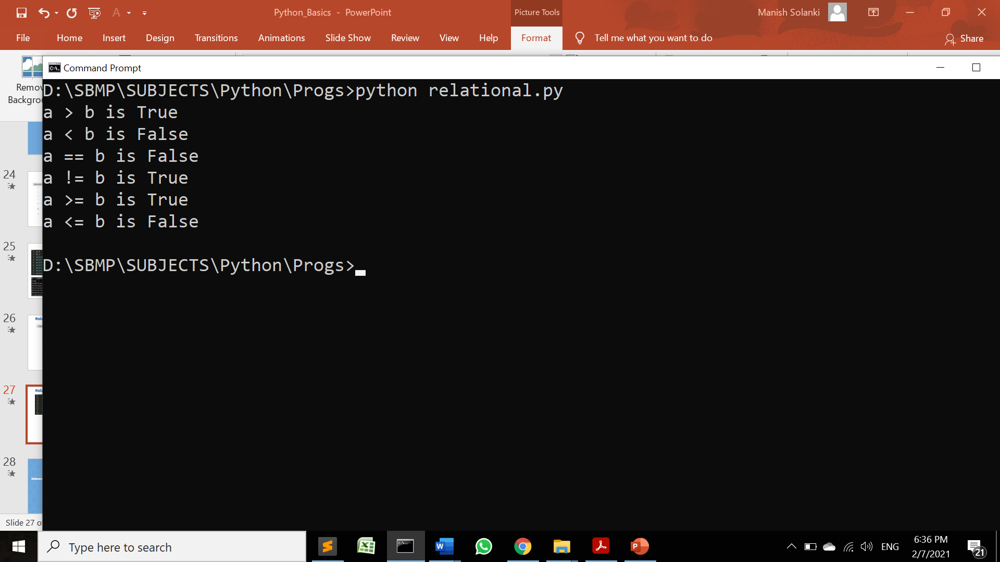 Python_Basics - PowerPoint
Picture Tools
Manish Solanki
File Home Insert Design Transitions Animations Slide Show Review View Help Format Tell me what you want to do Share
Command Prompt
D:\SBMP\SUBJECTS\Python\Progs>python relational.py
a > b is True
a < b is False
a == b is False
a != b is True
a >= b is True
a <= b is False
D:\SBMP\SUBJECTS\Python\Progs>
24
25
26
27
28
Slide 27
Type here to search
ENG
6:36 PM
2/7/2021
21